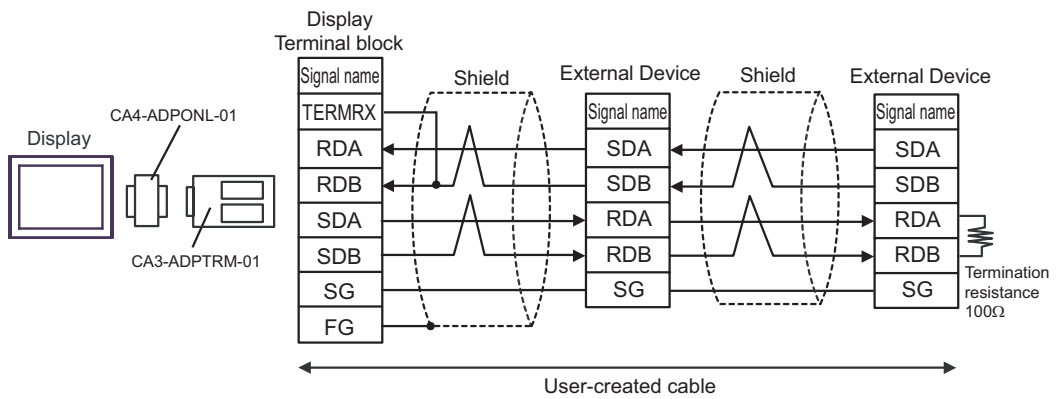 Display
Terminal block
Signal name
TERMRX
RDA
RDB
SDA
SDB
SG
FG
Shield
External Device
Signal name
SDA
SDB
RDA
RDB
SG
Shield
External Device
Signal name
SDA
SDB
RDA
RDB
SG
Termination
resistance
100Ω
Display
CA4-ADPONL-01
CA3-ADPTRM-01
User-created cable